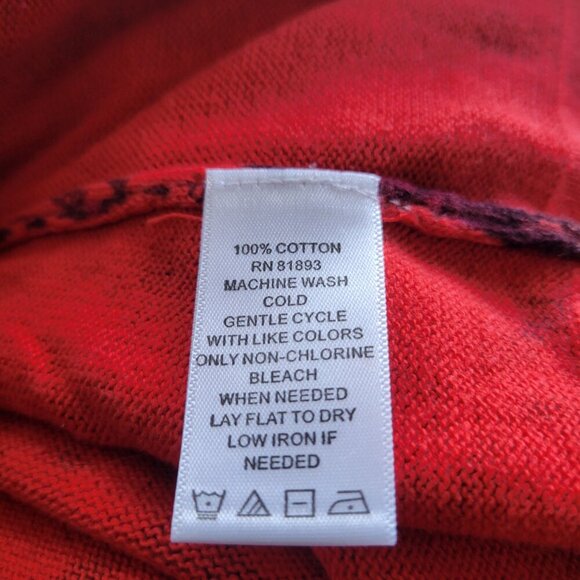 100% COTTON
RN 81893
MACHINE WASH
COLD
GENTLE CYCLE
WITH LIKE COLORS
ONLY NON-CHLORINE
BLEACH
WHEN NEEDED
LAY FLAT TO DRY
LOW IRON IF
NEEDED